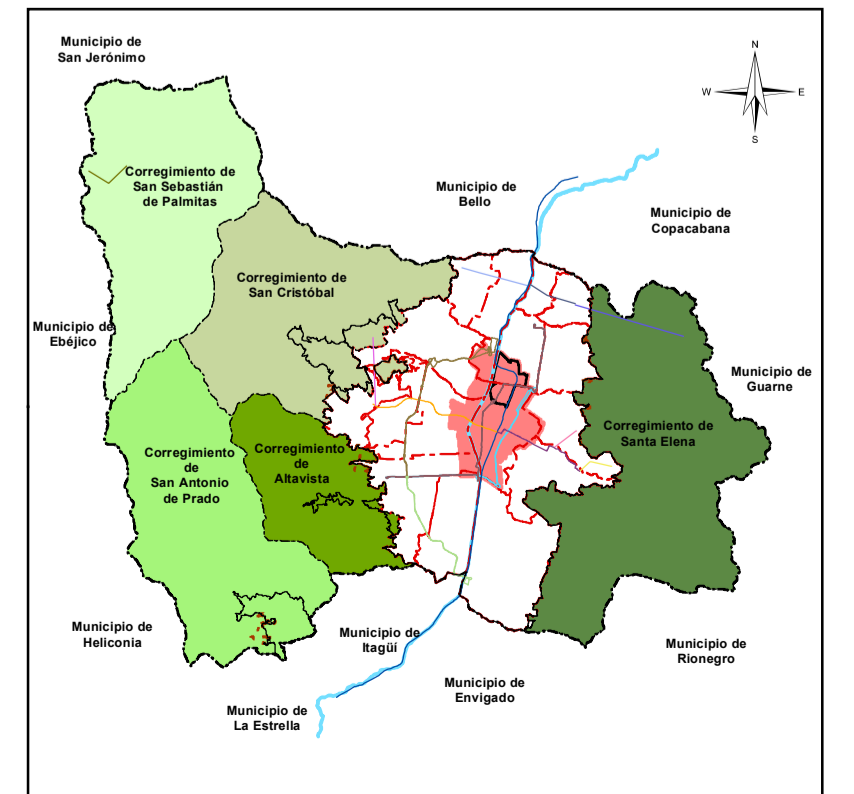 Municipio de
San Jerónimo
N
W
E
S
Corregimiento de
San Sebastián
de Palmitas
Municipio de
Bello
Municipio de
Copacabana
Corregimiento de
San Cristóbal
Municipio de
Ebéjico
Municipio de
Guarne
Corregimiento de
Santa Elena
Corregimiento
de
San Antonio
de Prado
Corregimiento
de
Altavista
Municipio de
Heliconia
Municipio de
Itagüí
Municipio de
Rionegro
Municipio de
Envigado
Municipio de
La Estrella